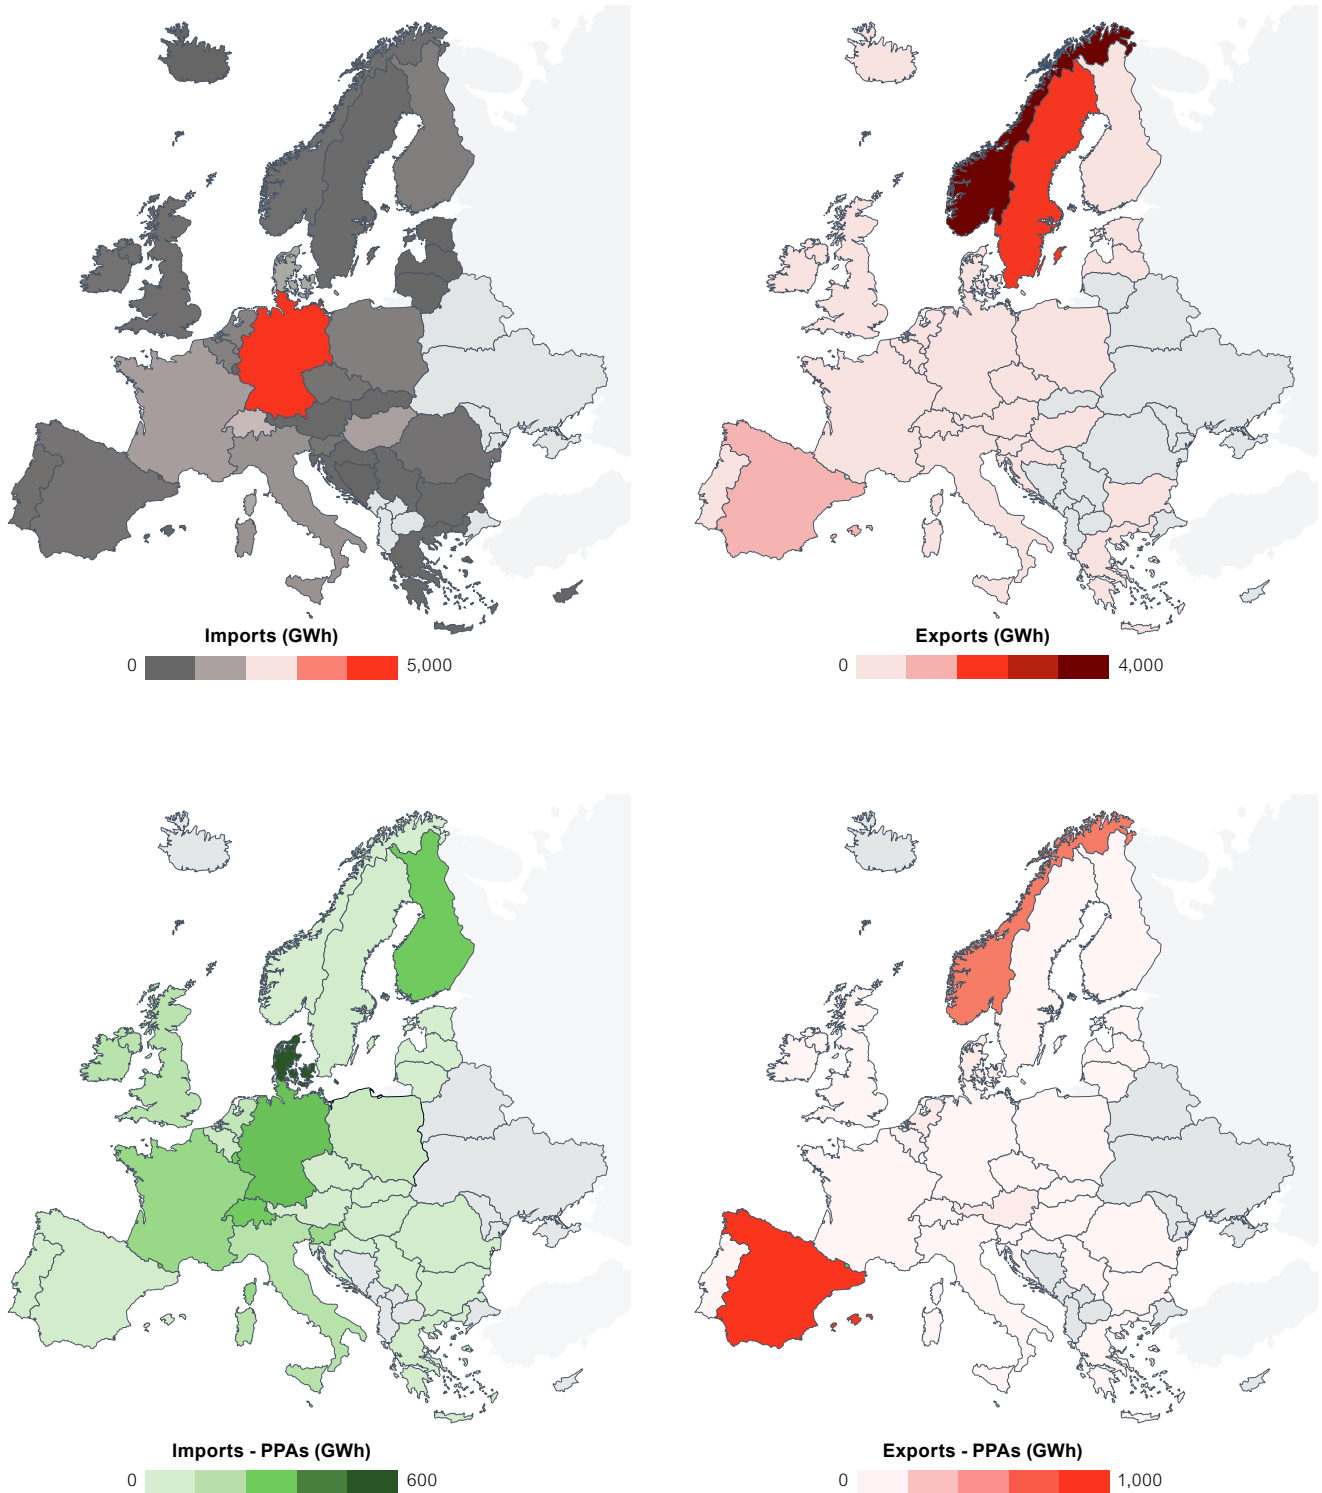 Imports (GWh)
0 5,000
Exports (GWh)
0 4,000
Imports - PPAs (GWh)
0 600
Exports - PPAs (GWh)
0 1,000